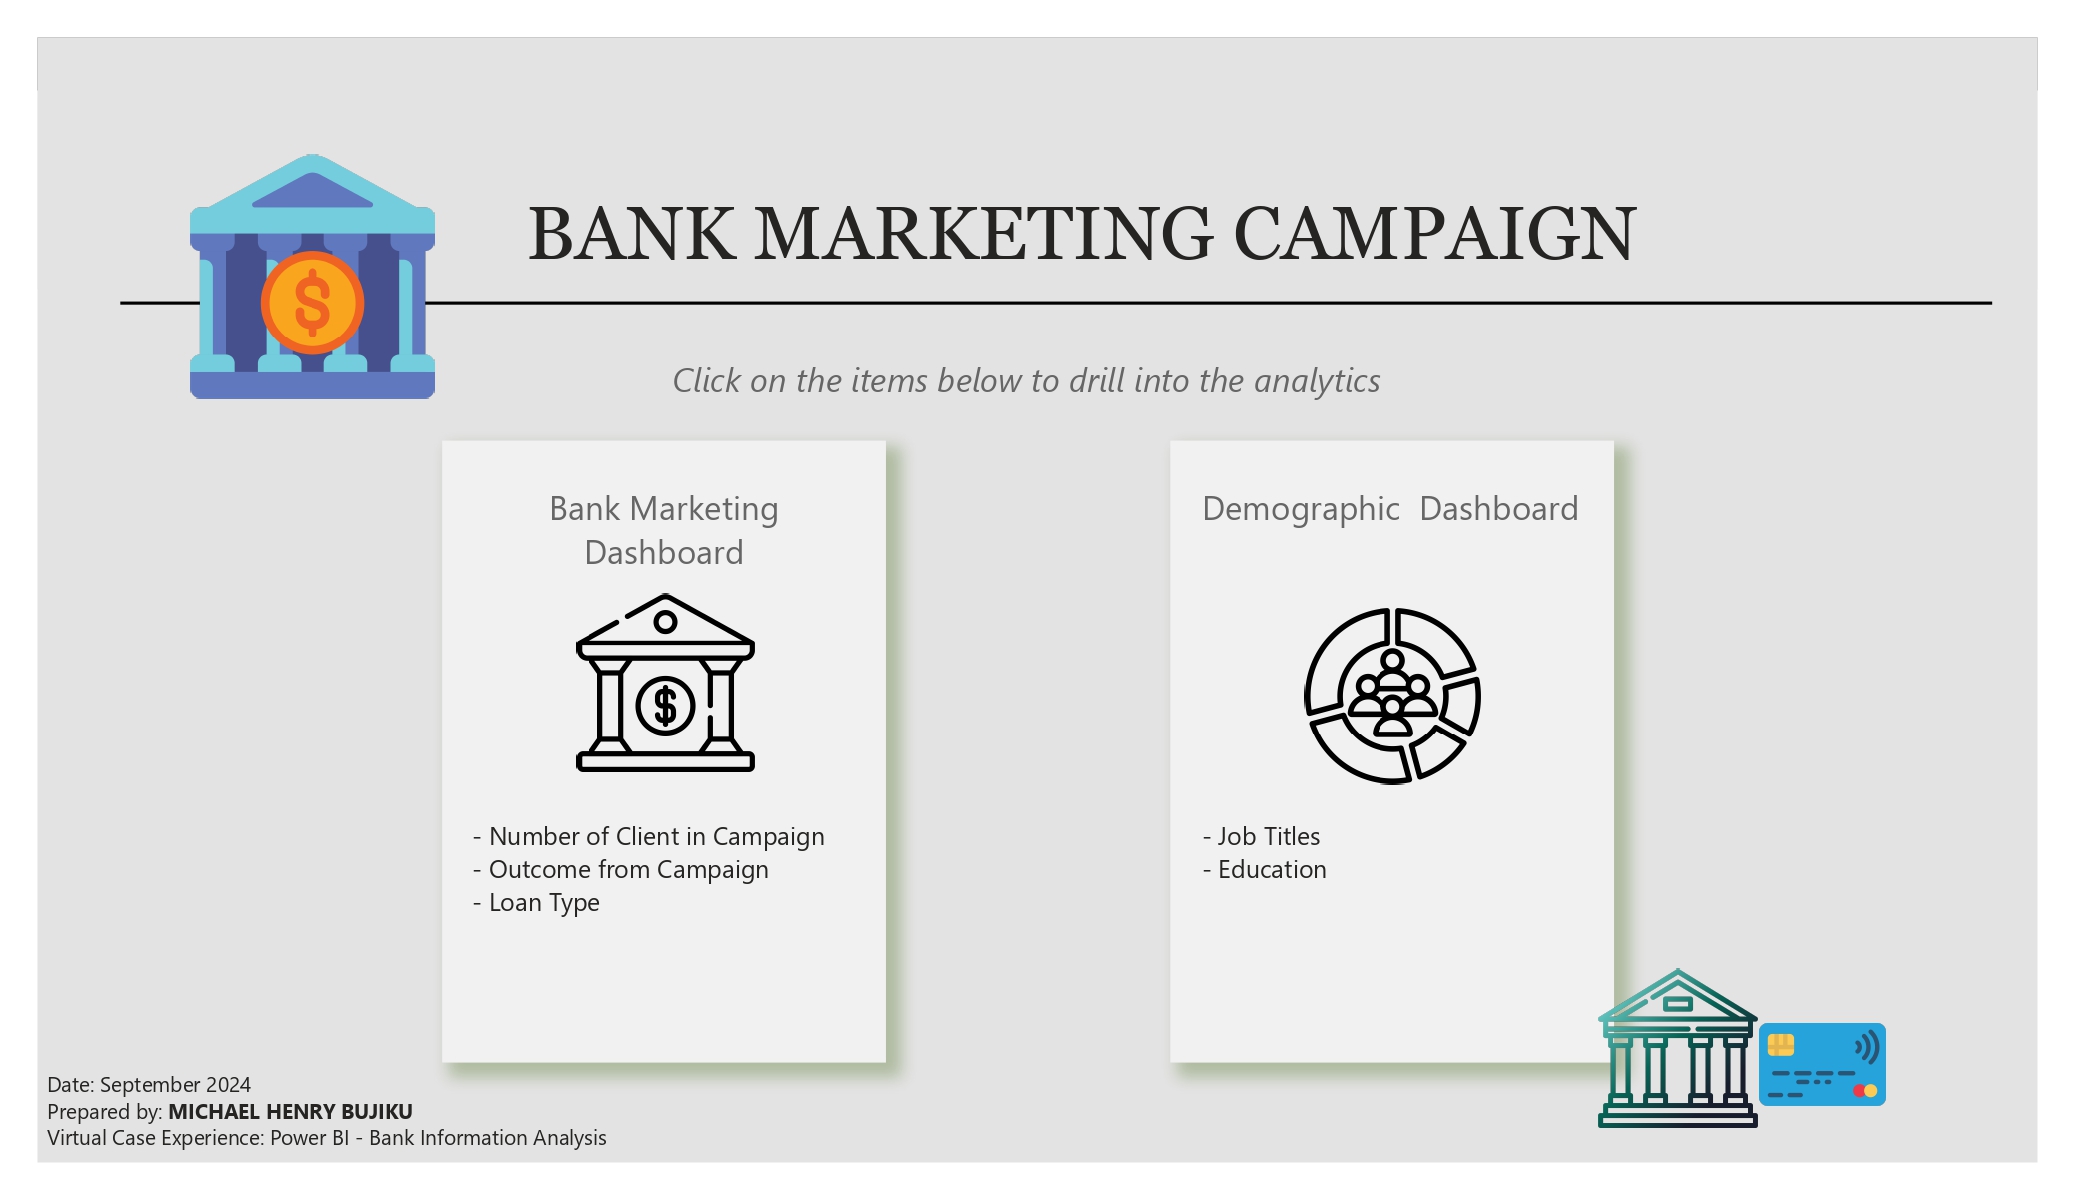 BANK MARKETING CAMPAIGN
Click on the items below to drill into the analytics
Bank Marketing
Dashboard
- Number of Client in Campaign
- Outcome from Campaign
- Loan Type
Demographic  Dashboard
- Job Titles
- Education
Date: September 2024
Prepared by: MICHAEL HENRY BUJIKU
Virtual Case Experience: Power BI - Bank Information Analysis